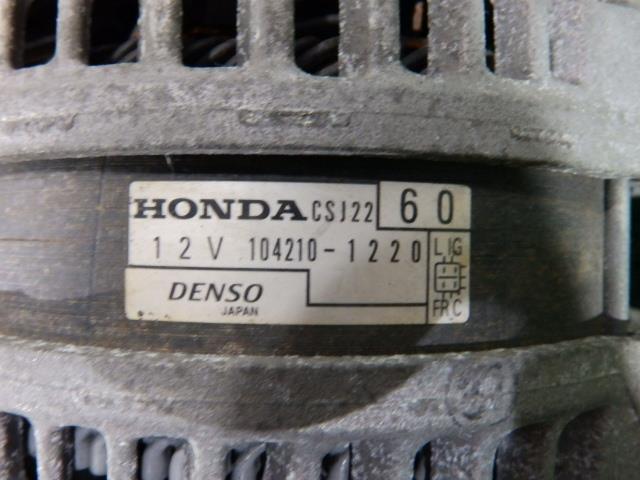 HONDA CSJ22 60
12V 104210-1220
L IG
E
FR C
DENSO
JAPAN